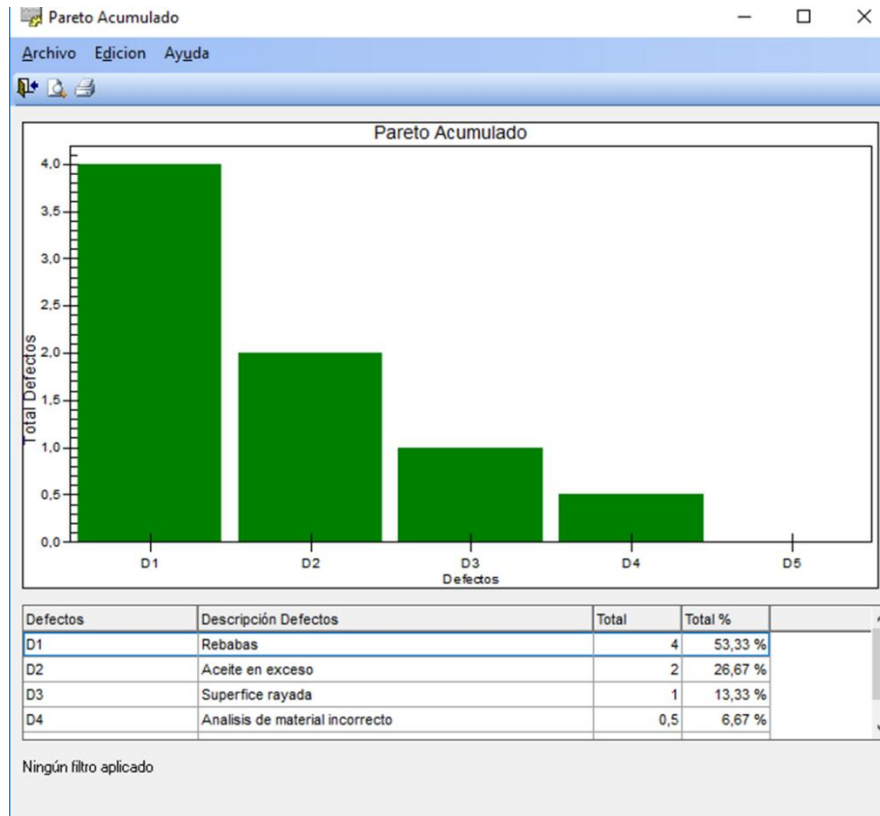 Pareto Acumulado
Archivo Edicion Ayuda
Pareto Acumulado
4,0
3,5
3,0
2,5
2,0
1,5
1,0
0,5
0,0
Total Defectos
D1 D2 D3 D4 D5
Defectos
Defectos Descripción Defectos Total Total %
D1 Rebabas 4 53,33 %
D2 Aceite en exceso 2 26,67 %
D3 Superfice rayada 1 13,33 %
D4 Analisis de material incorrecto 0,5 6,67 %
Ningún filtro aplicado